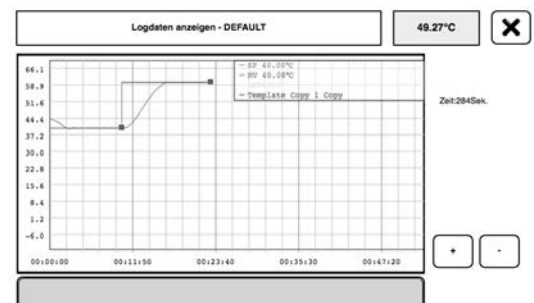 Logdaten anzeigen - DEFAULT
49.27°C
SP 40.00°C
RV 40.08°C
Template Copy 1 Copy
Zeit:284Sek.
66.1
58.9
51.6
44.4
37.2
30.0
22.8
15.6
8.4
1.2
-6.0
00:00:00 00:11:50 00:23:40 00:35:30 00:47:20
+ -